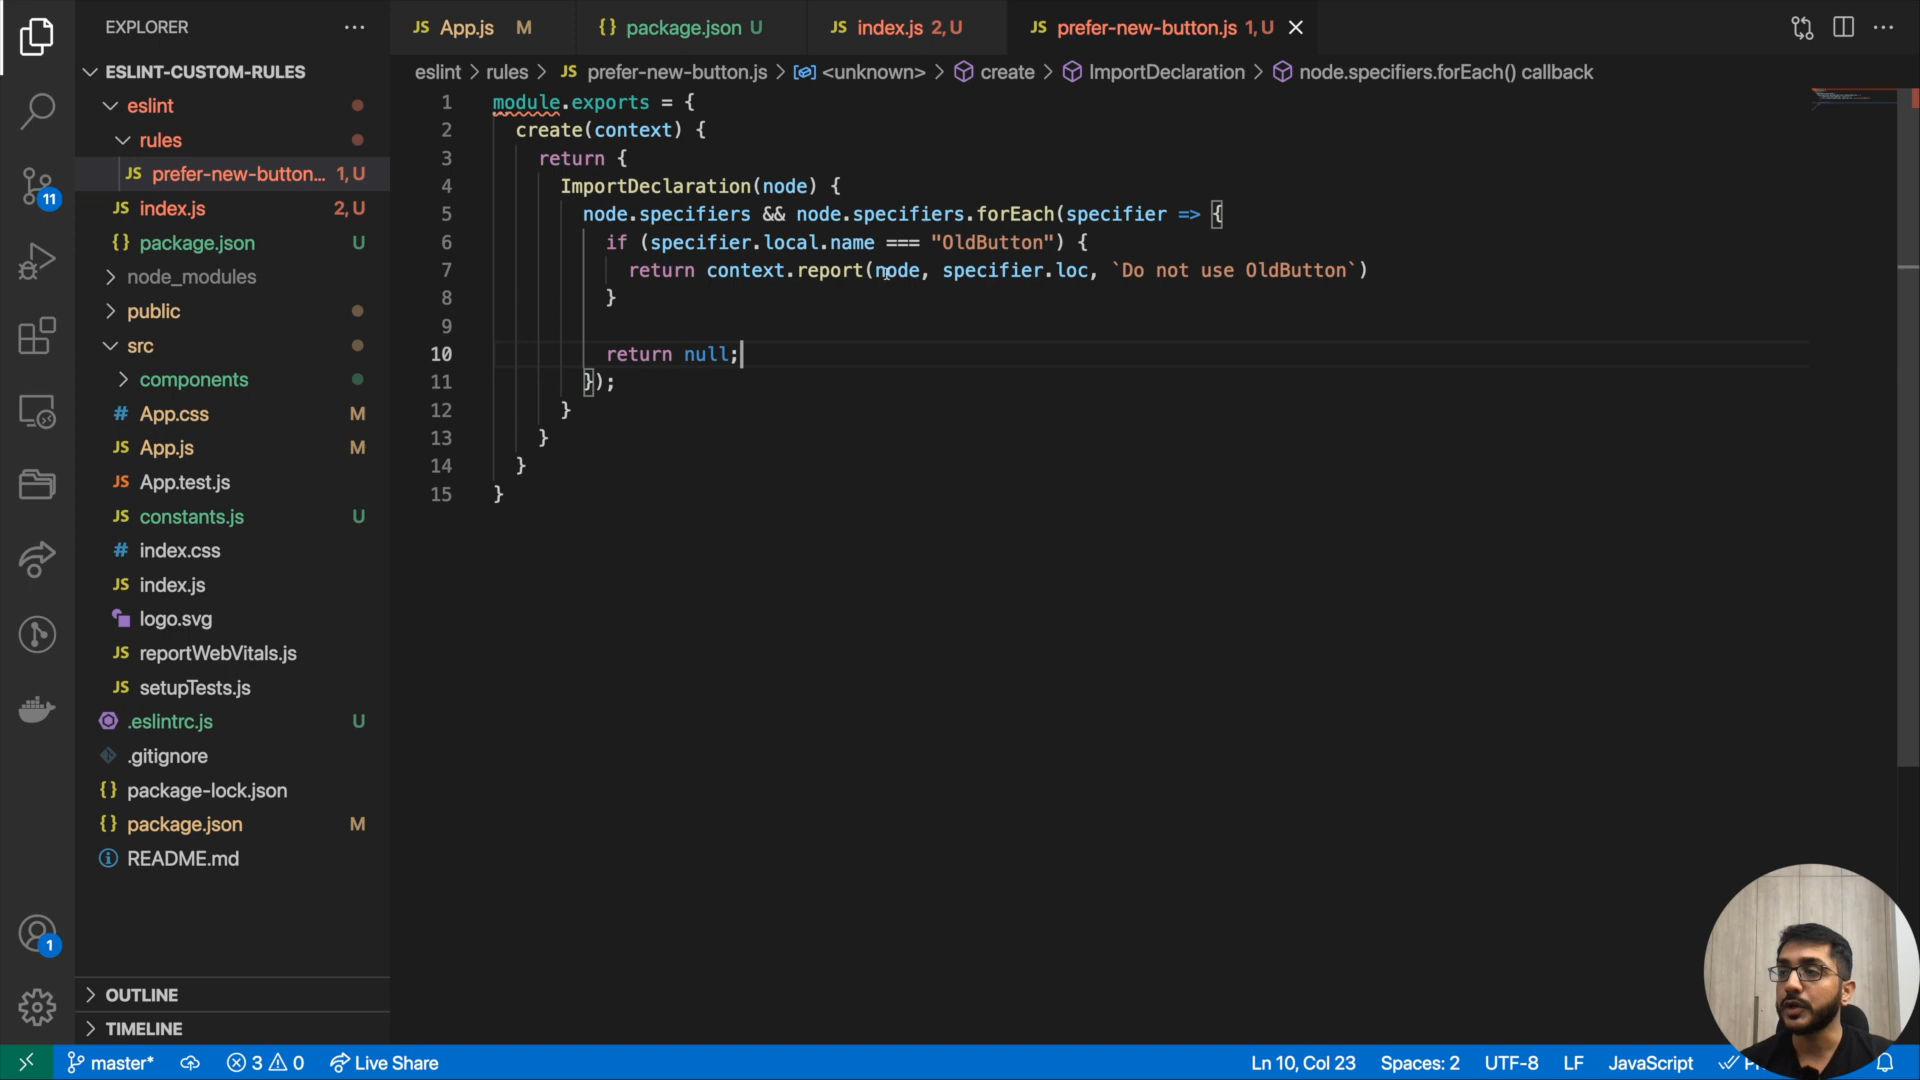 EXPLORER
ESLINT-CUSTOM-RULES
eslint
rules
JS prefer-new-button... 1, U
JS index.js 2, U
{} package.json U
node_modules
public
src
components
# App.css M
JS App.js M
JS App.test.js
JS constants.js U
# index.css
JS index.js
logo.svg
JS reportWebVitals.js
JS setupTests.js
.eslintrc.js U
.gitignore
{} package-lock.json
{} package.json M
README.md
OUTLINE
TIMELINE
11
1
JS App.js M
{} package.json U
JS index.js 2, U
JS prefer-new-button.js 1, U
eslint > rules > JS prefer-new-button.js > <unknown> > create > ImportDeclaration > node.specifiers.forEach() callback
1 module.exports = {
2 create(context) {
3 return {
4 ImportDeclaration(node) {
5 node.specifiers && node.specifiers.forEach(specifier => {
6 if (specifier.local.name === "OldButton") {
7 return context.report(node, specifier.loc, `Do not use OldButton`)
8 }
9
10 return null;
11 });
12 }
13 }
14 }
15 }
master* 3 0 Live Share
Ln 10, Col 23 Spaces: 2 UTF-8 LF JavaScript